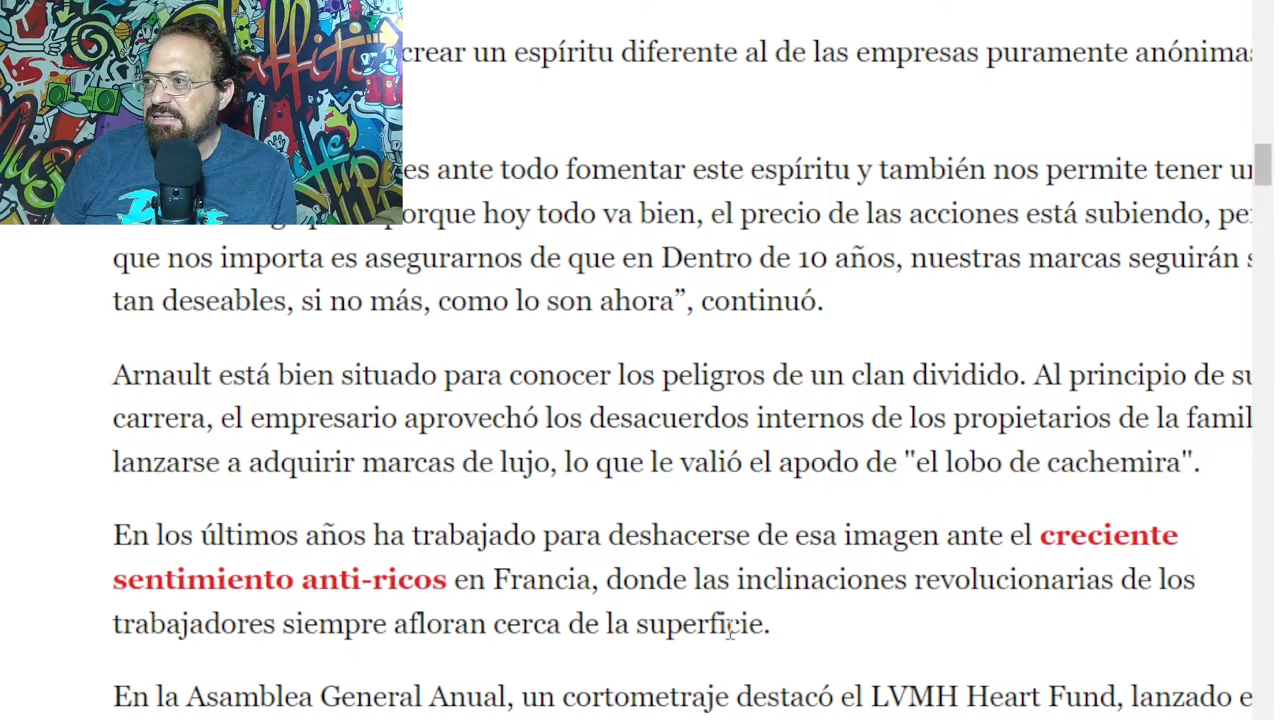 crear un espíritu diferente al de las empresas puramente anónimas
es ante todo fomentar este espíritu y también nos permite tener
porque hoy todo va bien, el precio de las acciones está subiendo,
que nos importa es asegurarnos de que en Dentro de 10 años, nuestras marcas seguirán
tan deseables, si no más, como lo son ahora”, continuó.
Arnault está bien situado para conocer los peligros de un clan dividido. Al principio de su
carrera, el empresario aprovechó los desacuerdos internos de los propietarios de la famil
lanzarse a adquirir marcas de lujo, lo que le valió el apodo de "el lobo de cachemira".
En los últimos años ha trabajado para deshacerse de esa imagen ante el creciente
sentimiento anti-ricos en Francia, donde las inclinaciones revolucionarias de los
trabajadores siempre afloran cerca de la superficie.
En la Asamblea General Anual, un cortometraje destacó el LVMH Heart Fund, lanzado e